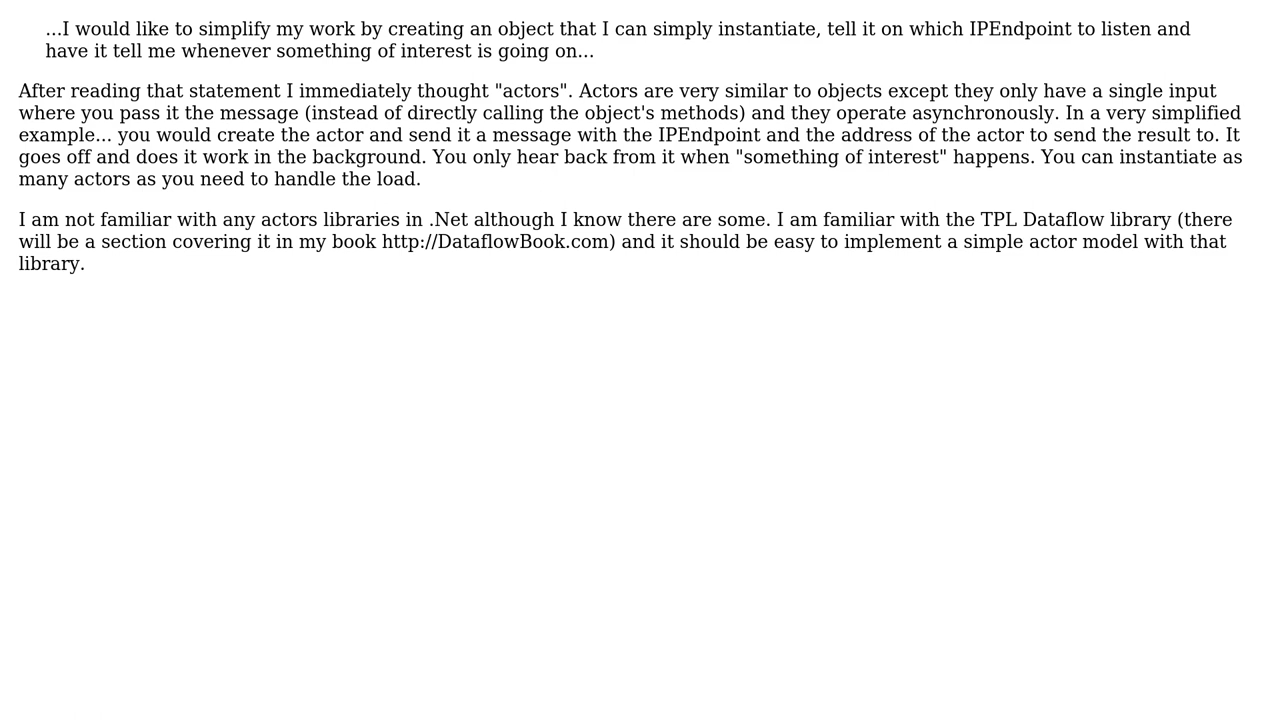 ...I would like to simplify my work by creating an object that I can simply instantiate, tell it on which IPEndpoint to listen and
have it tell me whenever something of interest is going on...
After reading that statement I immediately thought "actors". Actors are very similar to objects except they only have a single input
where you pass it the message (instead of directly calling the object's methods) and they operate asynchronously. In a very simplified
example... you would create the actor and send it a message with the IPEndpoint and the address of the actor to send the result to. It
goes off and does it work in the background. You only hear back from it when "something of interest" happens. You can instantiate as
many actors as you need to handle the load.
I am not familiar with any actors libraries in .Net although I know there are some. I am familiar with the TPL Dataflow library (there
will be a section covering it in my book http://DataflowBook.com) and it should be easy to implement a simple actor model with that
library.